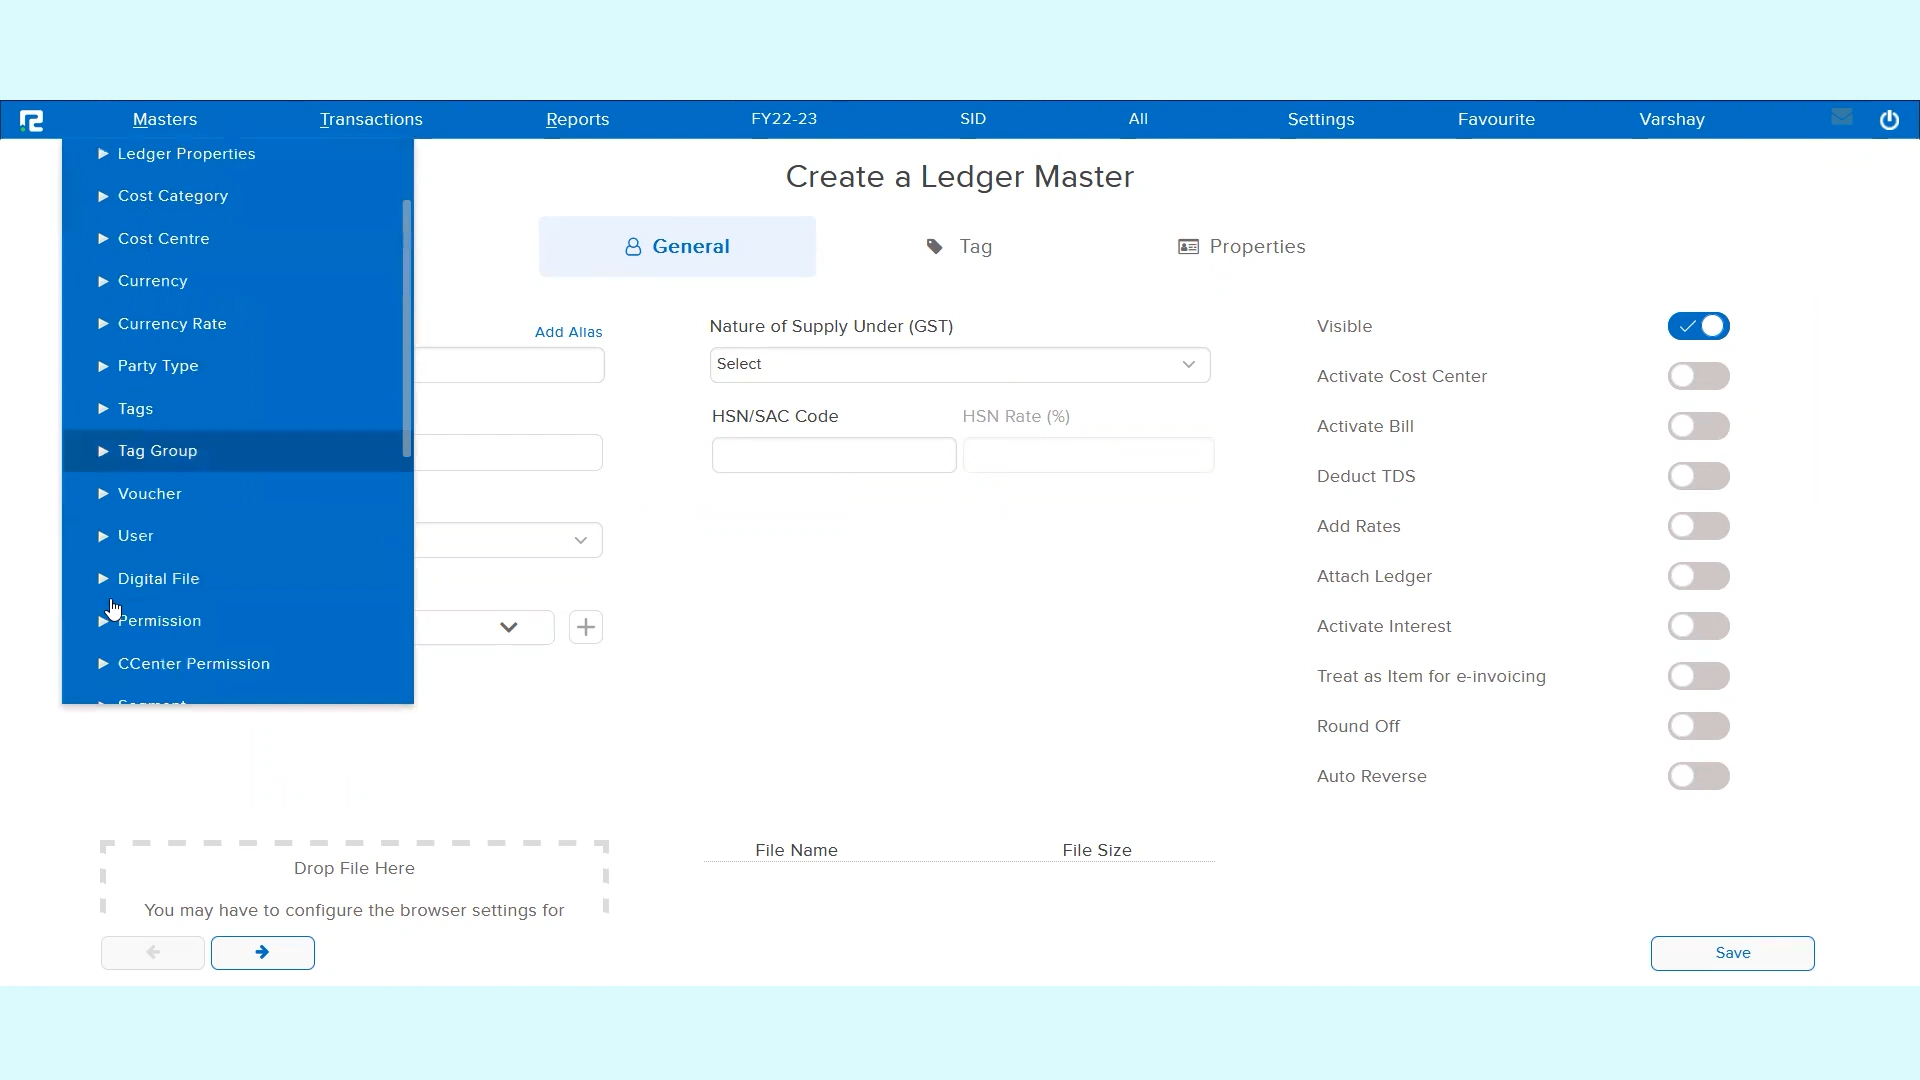 Masters Transactions Reports FY22-23 SID All Settings Favourite Varshay
Ledger Properties
Cost Category
Cost Centre
Currency
Currency Rate
Party Type
Tags
Tag Group
Voucher
User
Digital File
Permission
CCenter Permission
Segment
Create a Ledger Master
General Tag Properties
Add Alias
Nature of Supply Under (GST)
Select
HSN/SAC Code HSN Rate (%)
Visible
Activate Cost Center
Activate Bill
Deduct TDS
Add Rates
Attach Ledger
Activate Interest
Treat as Item for e-invoicing
Round Off
Auto Reverse
Drop File Here
You may have to configure the browser settings for
File Name File Size
Save